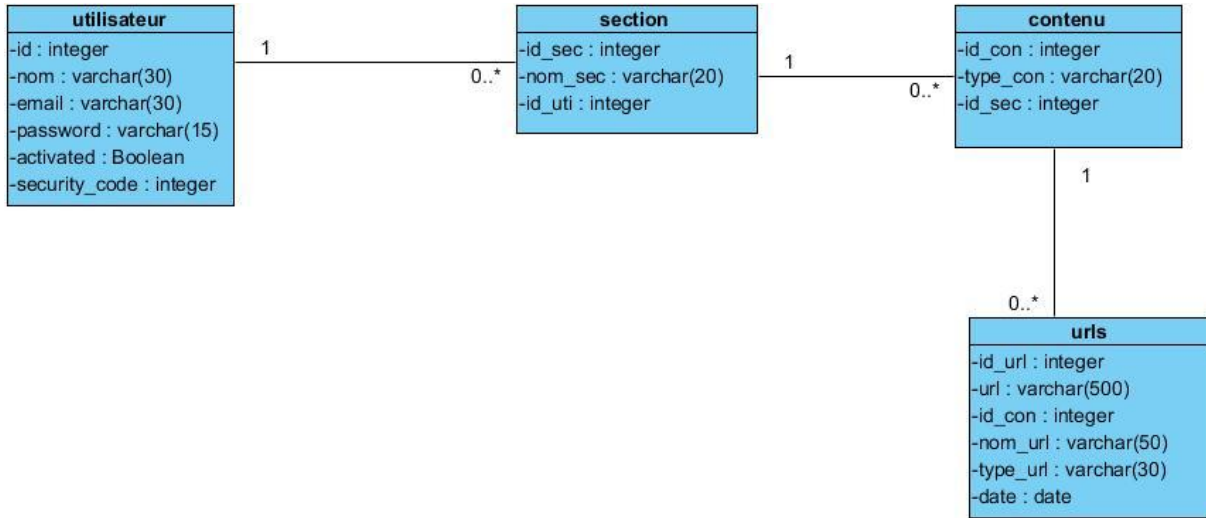 utilisateur
-id : integer
-nom : varchar(30)
-email : varchar(30)
-password : varchar(15)
-activated : Boolean
-security_code : integer
1
0..*
section
-id_sec : integer
-nom_sec : varchar(20)
-id_uti : integer
1
0..*
contenu
-id_con : integer
-type_con : varchar(20)
-id_sec : integer
1
0..*
urls
-id_url : integer
-url : varchar(500)
-id_con : integer
-nom_url : varchar(50)
-type_url : varchar(30)
-date : date